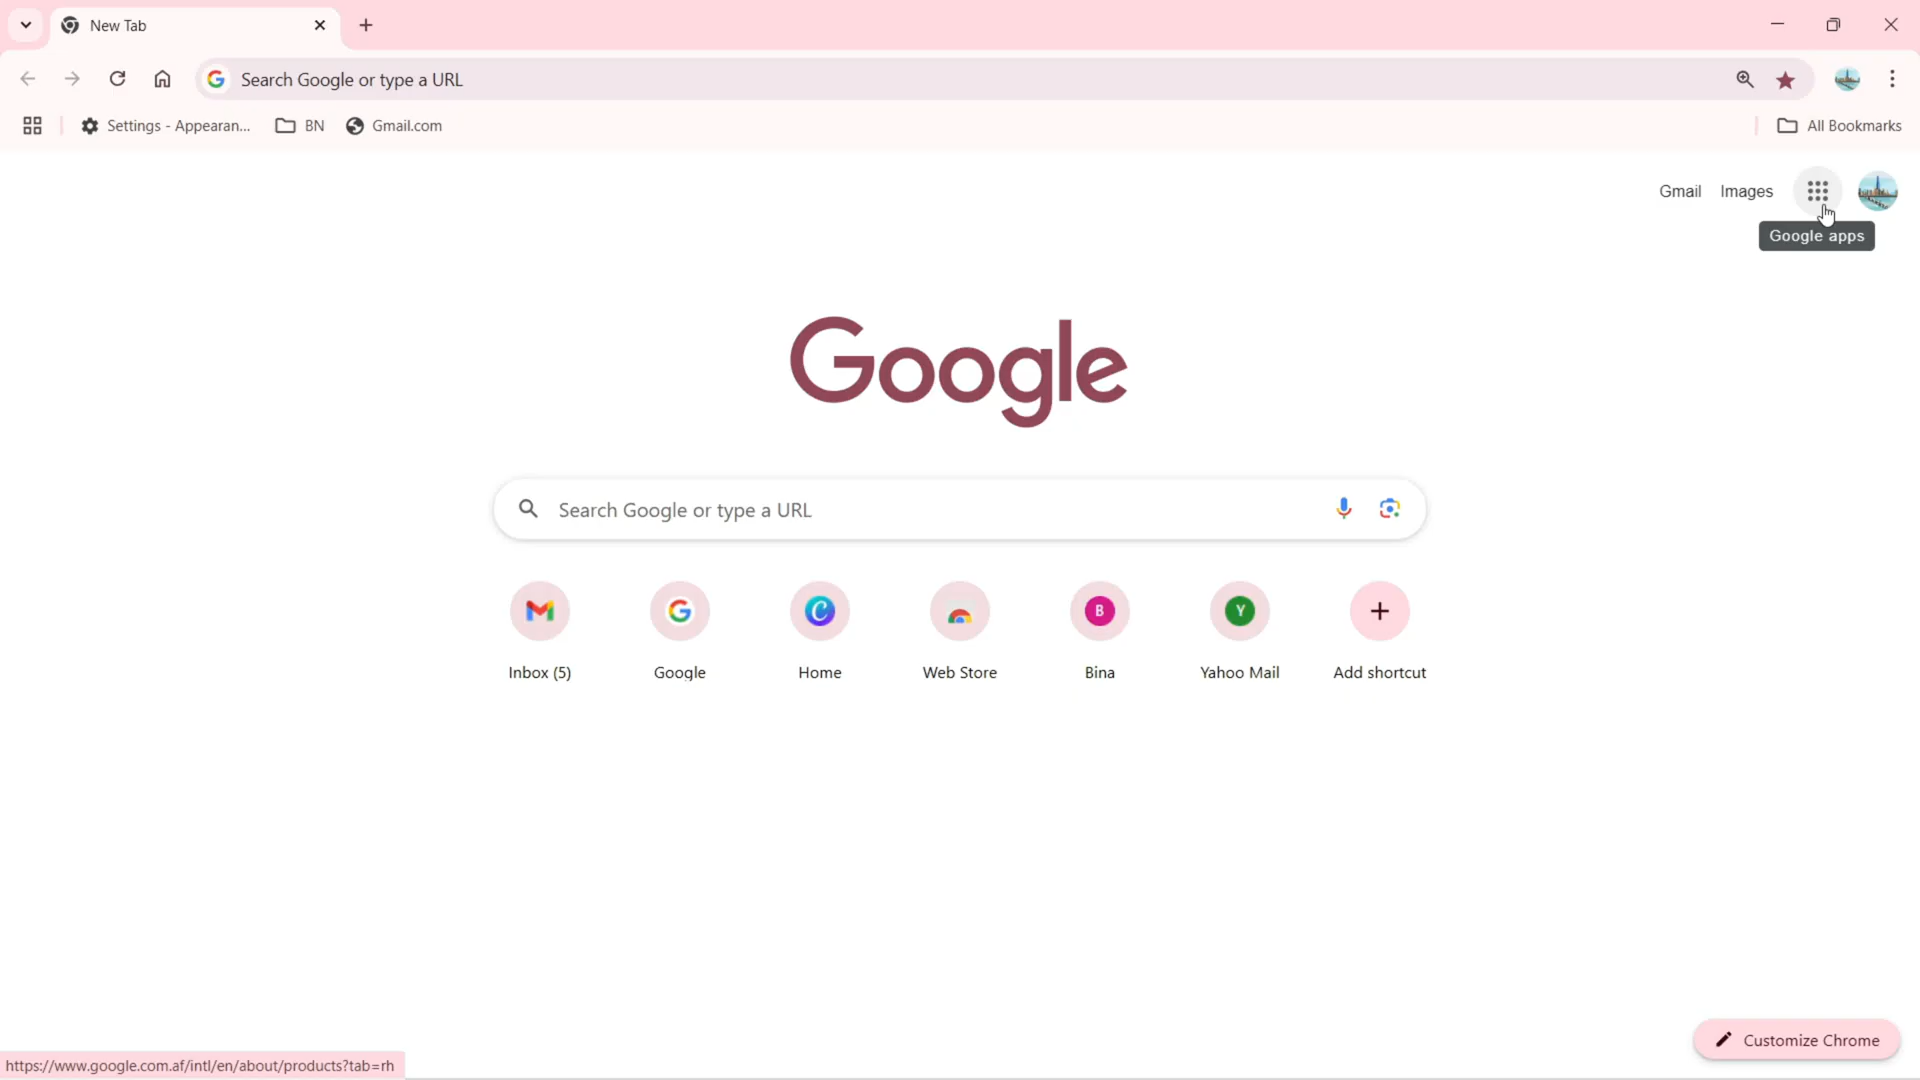 New Tab
Search Google or type a URL
Settings - Appearan...
BN
Gmail.com
All Bookmarks
Gmail
Images
Google apps
Google
Search Google or type a URL
B
Y
Inbox (5)
Google
Home
Web Store
Bina
Yahoo Mail
Add shortcut
Customize Chrome
https://www.google.com.af/intl/en/about/products?tab=rh